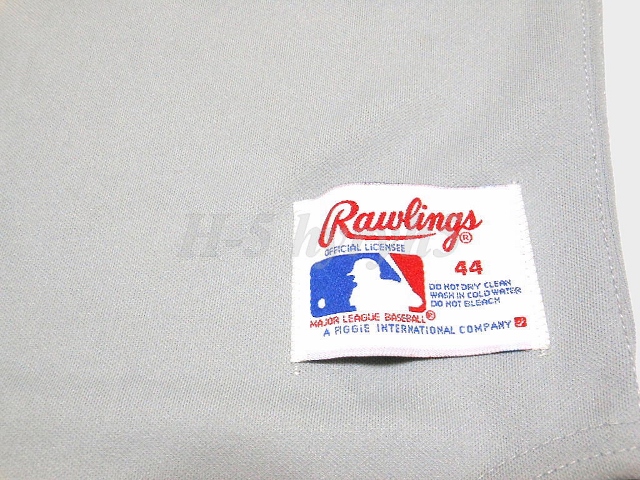 Rawlings®
OFFICIAL LICENSEE
44
DO NOT DRY CLEAN
WASH IN COLD WATER
DO NOT BLEACH
MAJOR LEAGUE BASEBALL®
A FIGGIE INTERNATIONAL COMPANY